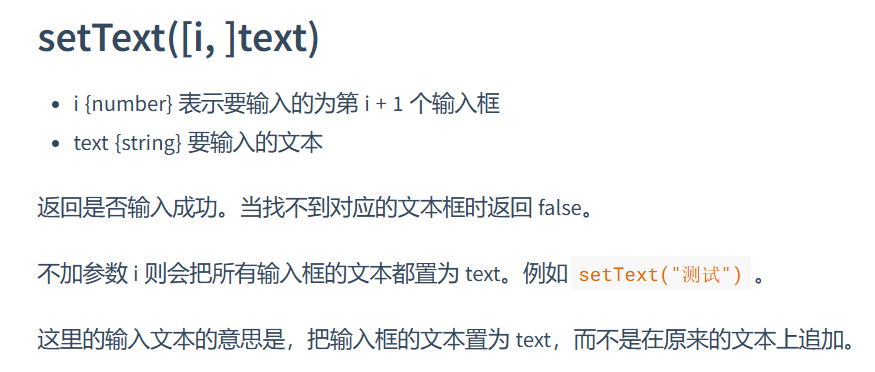 setText([i, ]text)
i {number} 表示要输入的为第 i + 1 个输入框
text {string} 要输入的文本
返回是否输入成功。当找不到对应的文本框时返回 false。
不加参数 i 则会把所有输入框的文本都置为 text。例如 setText("测试") 。
这里的输入文本的意思是，把输入框的文本置为 text，而不是在原来的文本上追加。